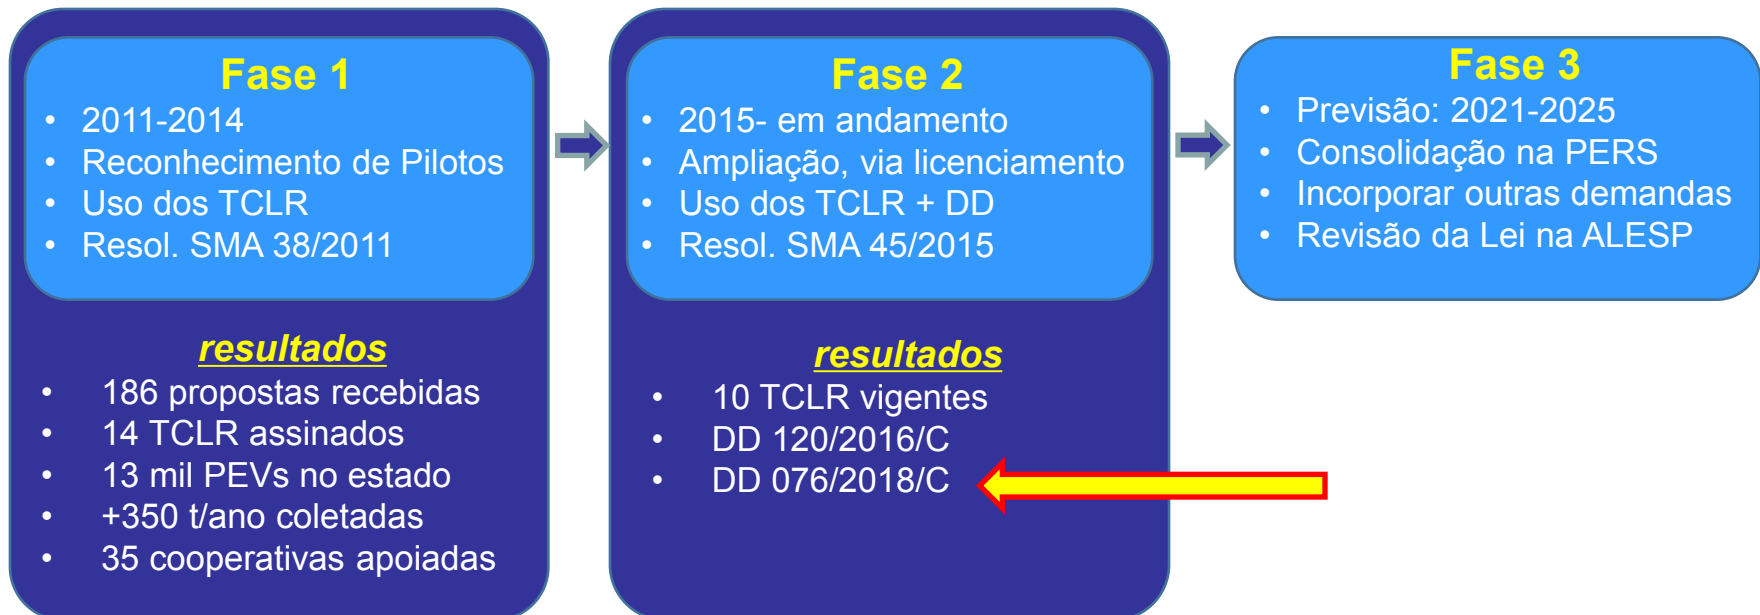 Fase 1
• 2011-2014
• Reconhecimento de Pilotos
• Uso dos TCLR
• Resol. SMA 38/2011
resultados
• 186 propostas recebidas
• 14 TCLR assinados
• 13 mil PEVs no estado
• +350 t/ano coletadas
• 35 cooperativas apoiadas
Fase 2
• 2015- em andamento
• Ampliação, via licenciamento
• Uso dos TCLR + DD
• Resol. SMA 45/2015
resultados
• 10 TCLR vigentes
• DD 120/2016/C
• DD 076/2018/C
Fase 3
• Previsão: 2021-2025
• Consolidação na PERS
• Incorporar outras demandas
• Revisão da Lei na ALESP